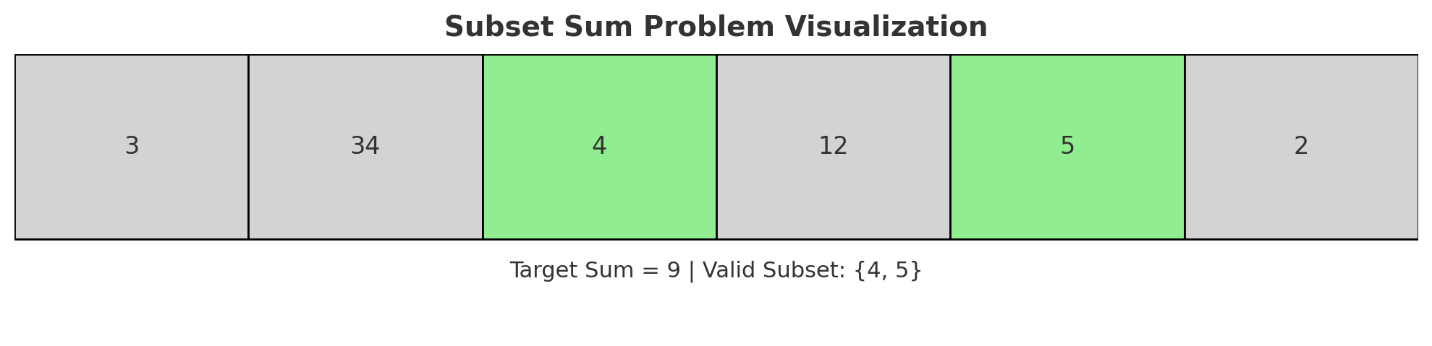 Subset Sum Problem Visualization
3 34 4 12 5 2
Target Sum = 9 | Valid Subset: {4, 5}